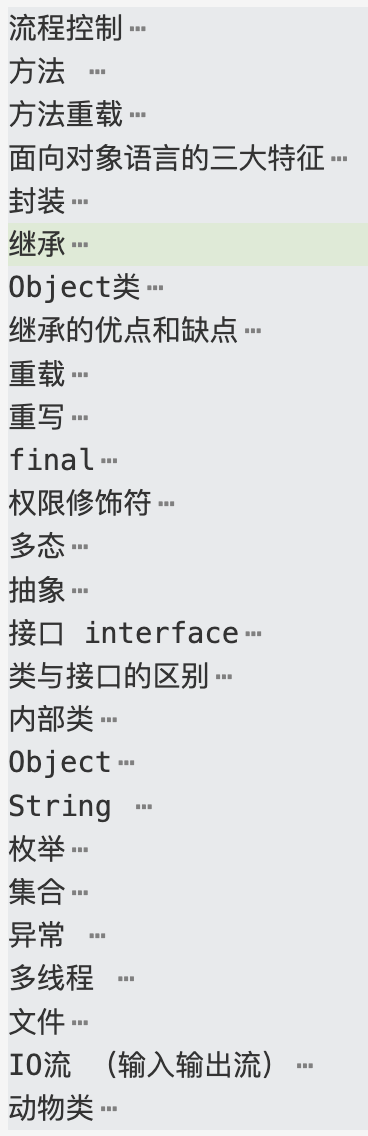 流程控制…
方法 …
方法重载…
面向对象语言的三大特征…
封装…
继承…
Object类…
继承的优点和缺点…
重载…
重写…
final…
权限修饰符…
多态…
抽象…
接口 interface…
类与接口的区别…
内部类…
Object…
String …
枚举…
集合…
异常 …
多线程 …
文件…
IO流 （输入输出流） …
动物类…